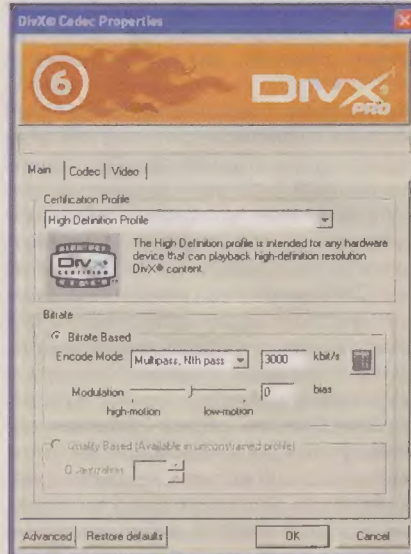 DivX® Codec Properties
6
DIVX
PRO
Main Codec Video
Certification Profile
High Definition Profile
DIVX
CERTIFIED
The High Definition profile is intended for any hardware
device that can playback high-definition resolution
DivX® content.
Bitrate
Bitrate Based
Encode Mode Multipass, Nth pass 3000 kbit/s
Modulation 0 bias
high-motion low-motion
Quality Based (Available in unconstrained profile)
Quantization
Advanced Restore defaults OK Cancel